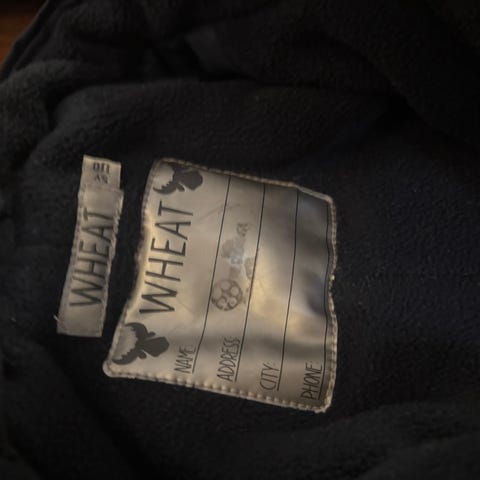 WHEAT
WHEAT
NAME:
ADDRESS:
CITY:
PHONE: